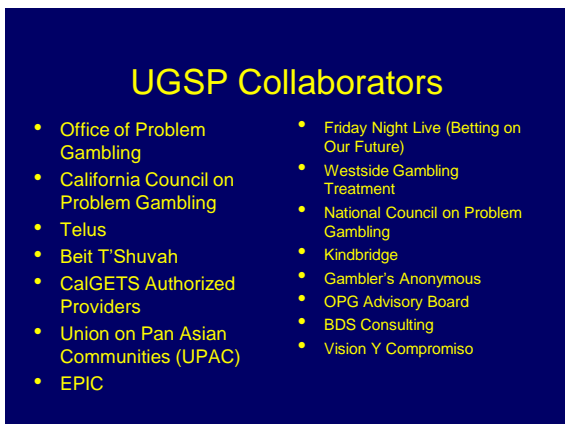 UGSP Collaborators
• Office of Problem
Gambling
• California Council on
Problem Gambling
• Telus
• Beit T'Shuvah
• CalGETS Authorized
Providers
• Union on Pan Asian
Communities (UPAC)
• EPIC
• Friday Night Live (Betting on
Our Future)
• Westside Gambling
Treatment
• National Council on Problem
Gambling
• Kindbridge
• Gambler's Anonymous
• OPG Advisory Board
• BDS Consulting
• Vision Y Compromiso